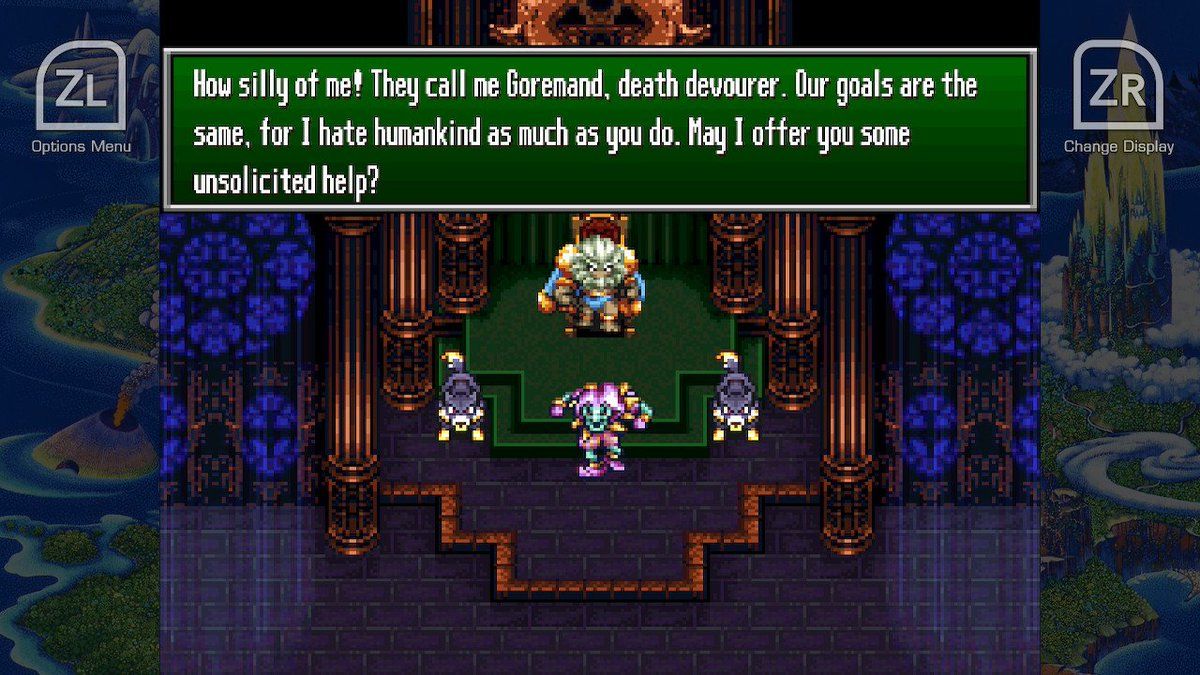 ZL
Options Menu
How silly of me! They call me Goremand, death devourer. Our goals are the
same, for I hate humankind as much as you do. May I offer you some
unsolicited help?
ZR
Change Display